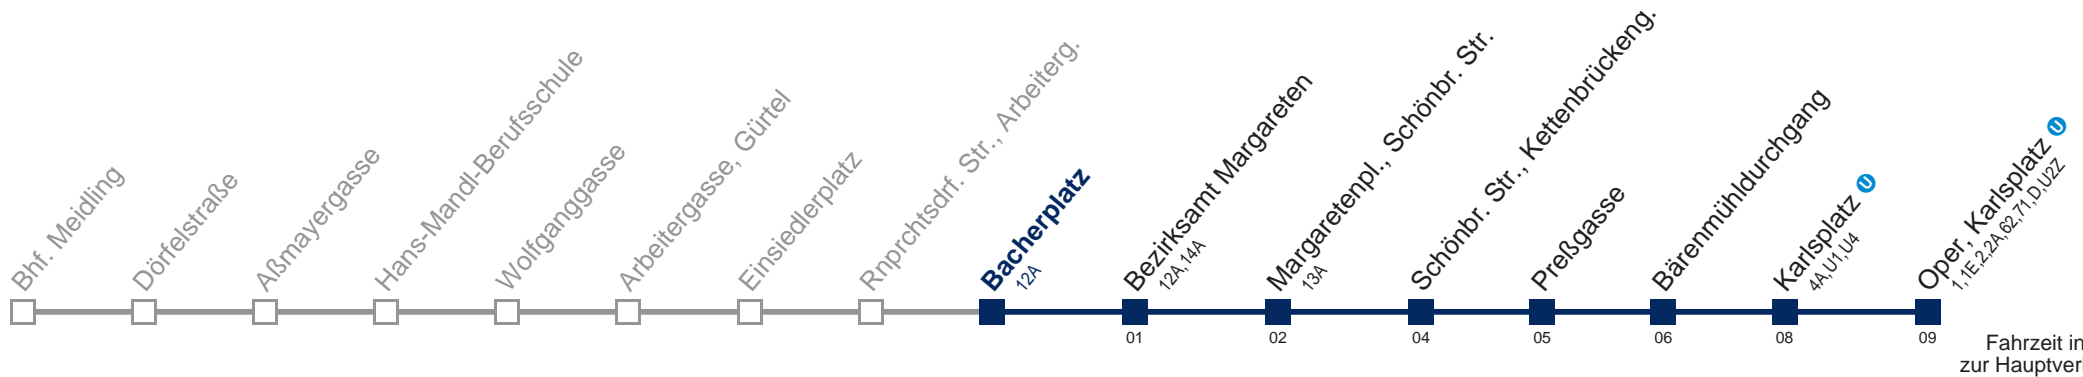 Bhf. Meidling
Dörfelstraße
Aßmayergasse
Hans-Mandl-Berufsschule
Wolfganggasse
Arbeitergasse, Gürtel
Einsiedlerplatz
Rnprchtsdrf. Str., Arbeiterg.
Bacherplatz
12A
Bezirksamt Margareten
12A,14A
Margaretenpl., Schönbr. Str.
13A
Schönbr. Str., Kettenbrückeng.
Preßgasse
Bärenmühldurchgang
Karlsplatz U
4A,U1,U4
Oper, Karlsplatz U
1,1E,2,2A,62,71,D,U2Z
01
02
04
05
06
08
09
Fahrzeit in
zur Hauptver